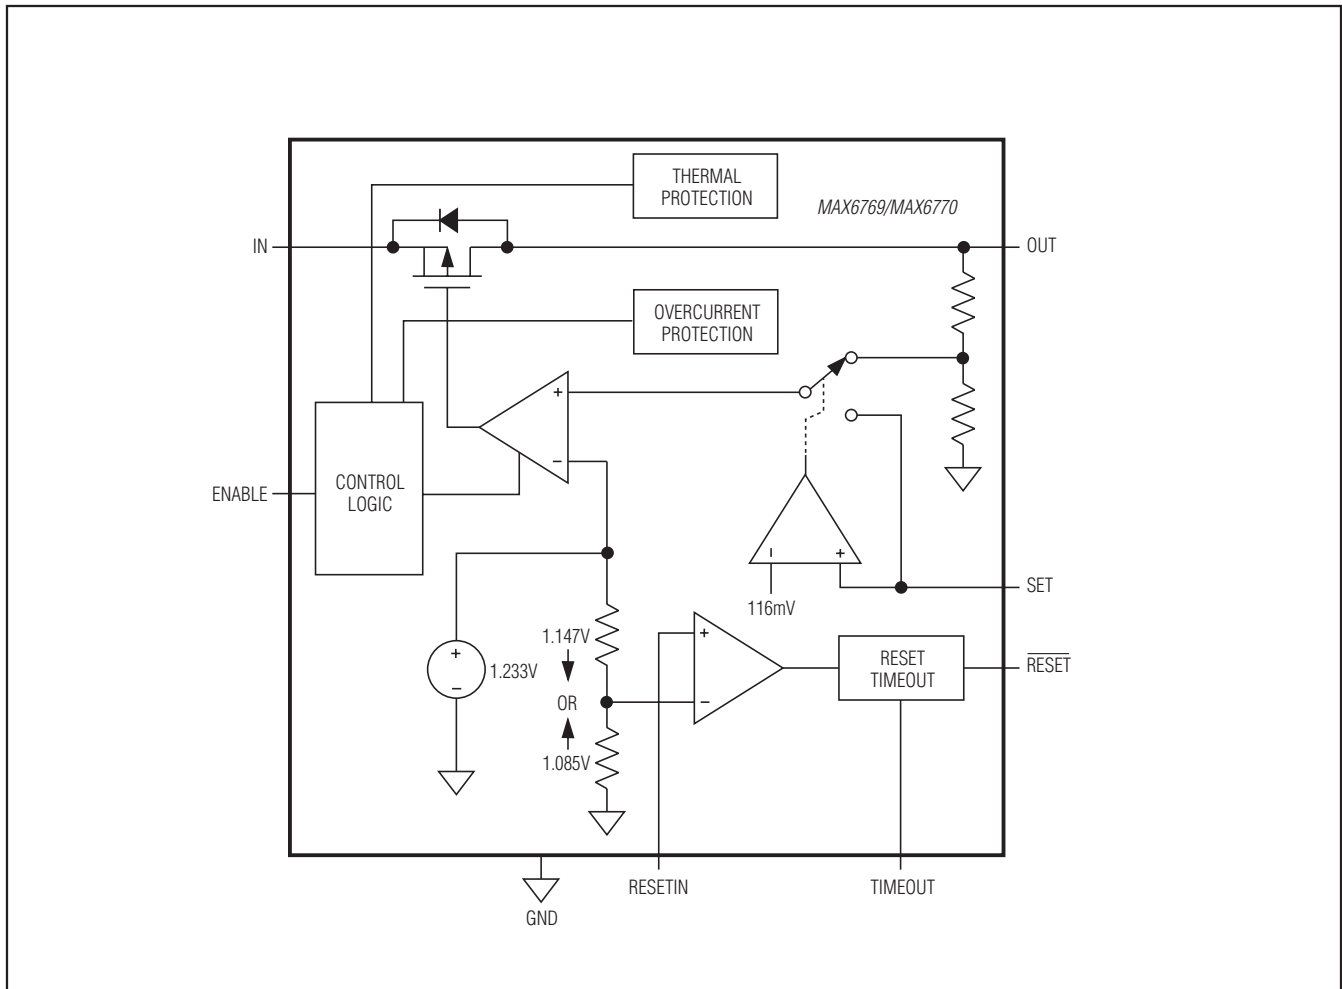 THERMAL
PROTECTION
MAX6769/MAX6770
IN
OUT
OVERCURRENT
PROTECTION
+
−
CONTROL
LOGIC
ENABLE
− +
116mV
SET
1.147V
+
+
1.233V
−
OR
−
1.085V
RESET
TIMEOUT
RESET
RESETIN
TIMEOUT
GND